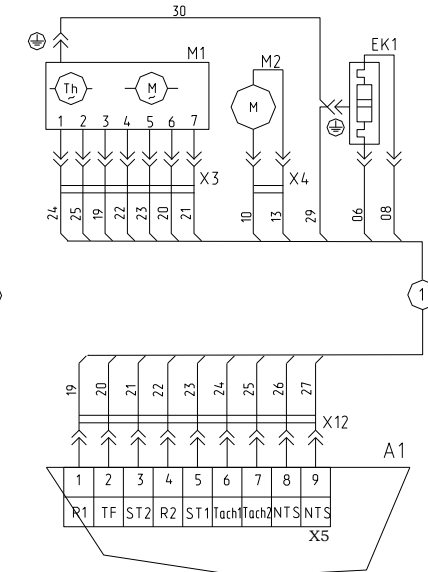 30
M1
M2
EK1
Th
M
M
1 2 3 4 5 6 7
X3
X4
24 25 19 22 23 20 21 10 13 29 06 08
1
19 20 21 22 23 24 25 26 27
X12
A1
1 2 3 4 5 6 7 8 9
R1 TF ST2 R2 ST1 Tach1 Tach2 NTS NTS
X5